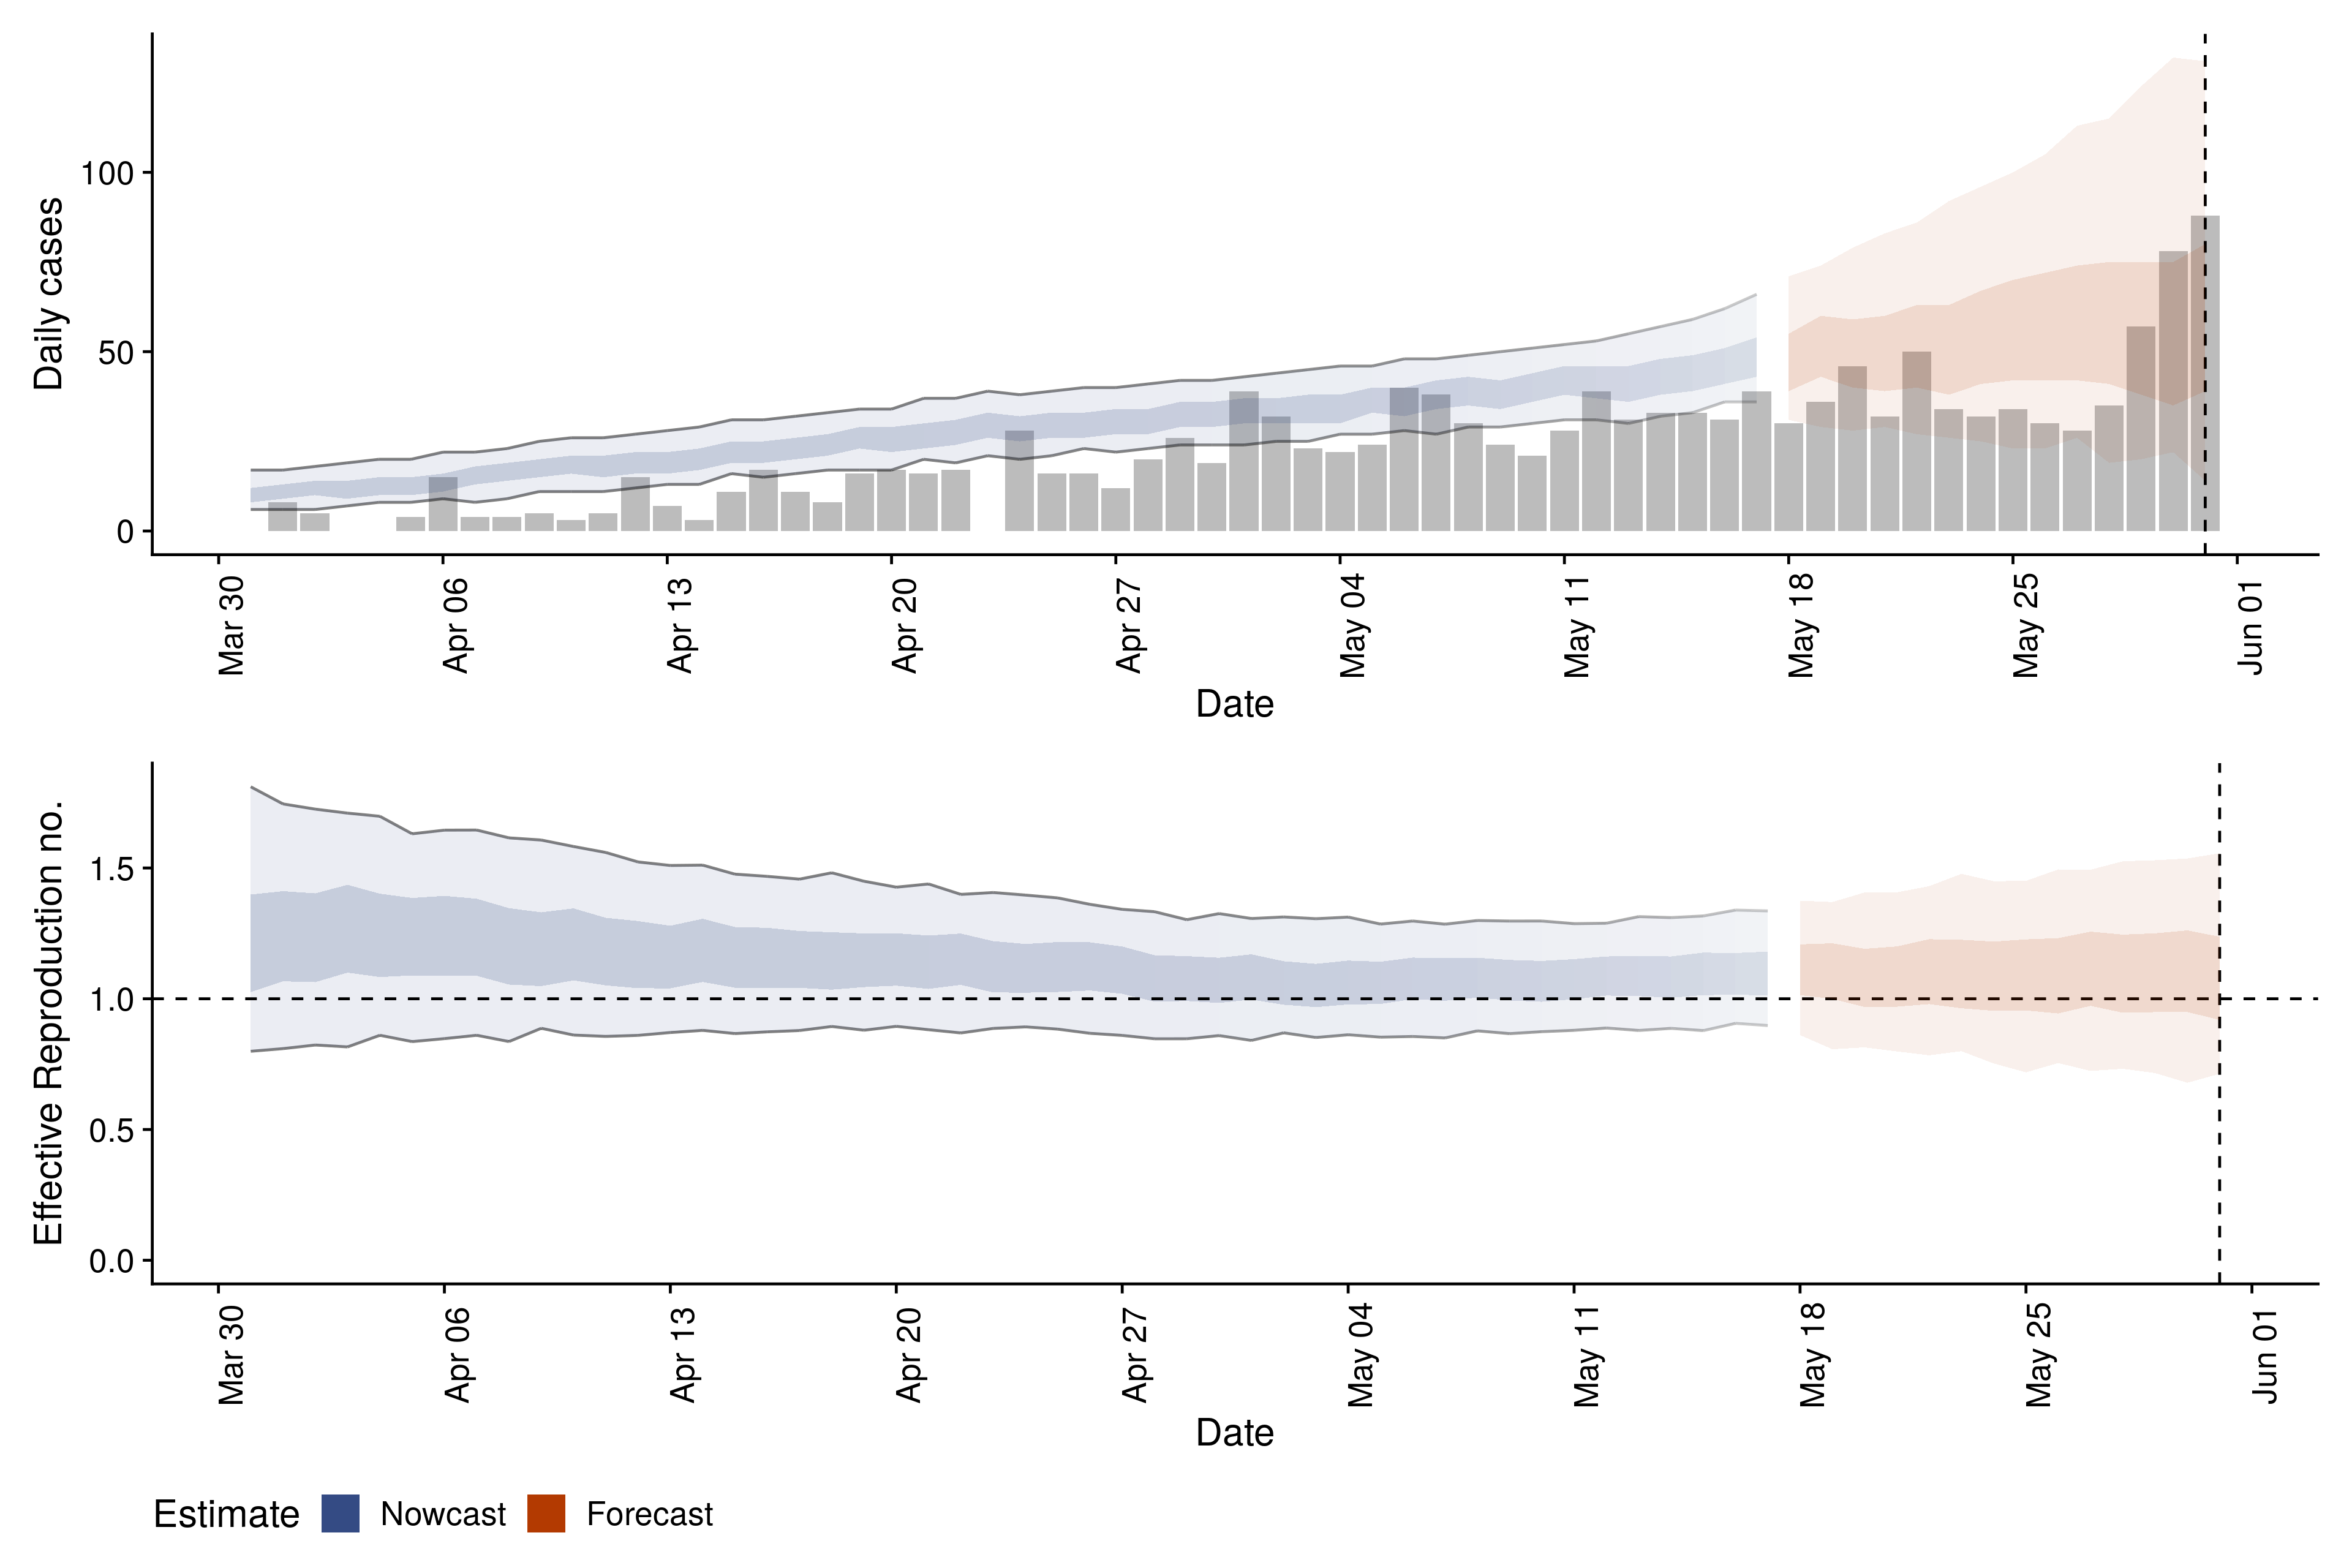 Daily cases
100
50
0
Mar 30
Apr 06
Apr 13
Apr 20
Apr 27
May 04
May 11
May 18
May 25
Jun 01
Date
Effective Reproduction no.
1.5
1.0
0.5
0.0
Mar 30
Apr 06
Apr 13
Apr 20
Apr 27
May 04
May 11
May 18
May 25
Jun 01
Date
Estimate Nowcast Forecast